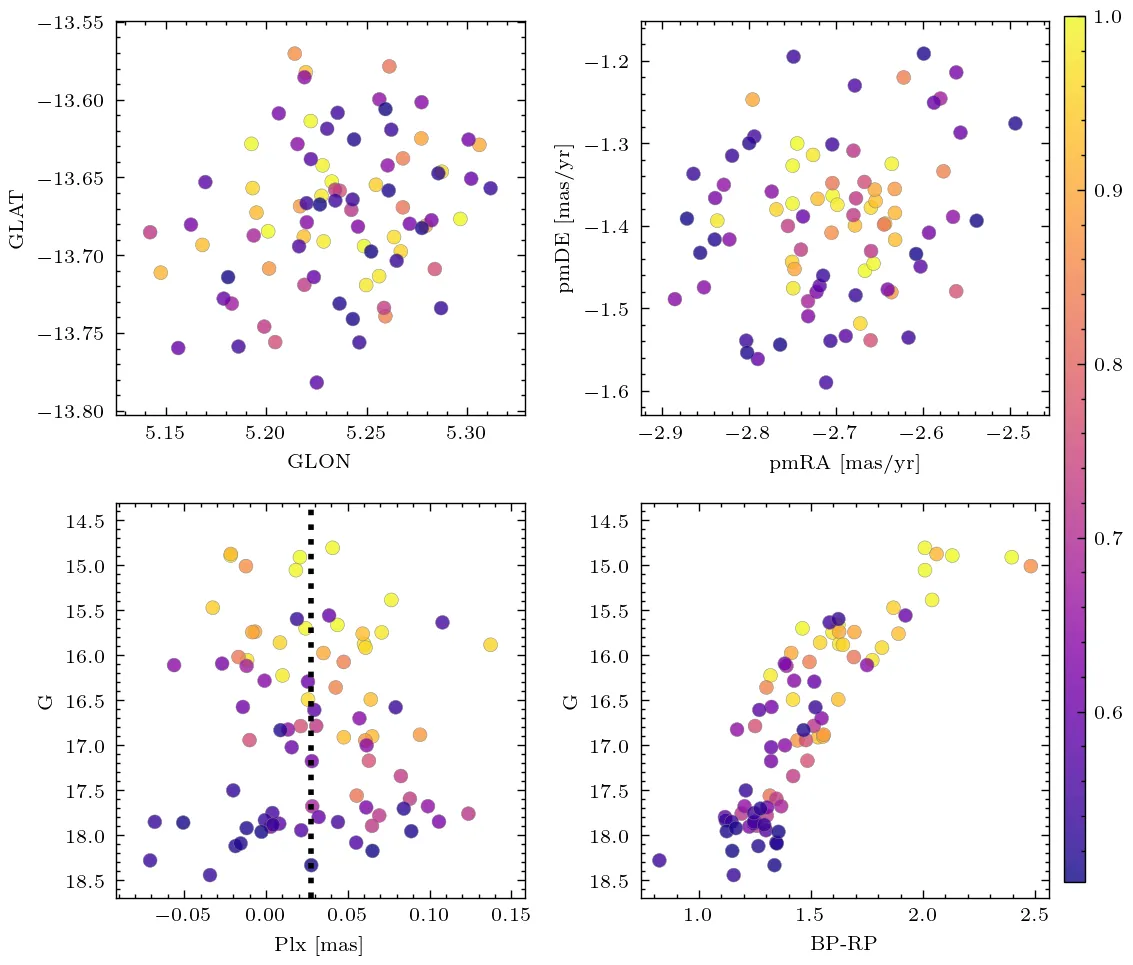 −13.55
−13.60
−13.65
−13.70
−13.75
−13.80
GLAT
5.15 5.20 5.25 5.30
GLON
−1.2
−1.3
−1.4
−1.5
−1.6
pmDE [mas/yr]
−2.9 −2.8 −2.7 −2.6 −2.5
pmRA [mas/yr]
1.0
0.9
0.8
0.7
0.6
14.5
15.0
15.5
16.0
16.5
17.0
17.5
18.0
18.5
G
−0.05 0.00 0.05 0.10 0.15
Plx [mas]
14.5
15.0
15.5
16.0
16.5
17.0
17.5
18.0
18.5
G
1.0 1.5 2.0 2.5
BP-RP